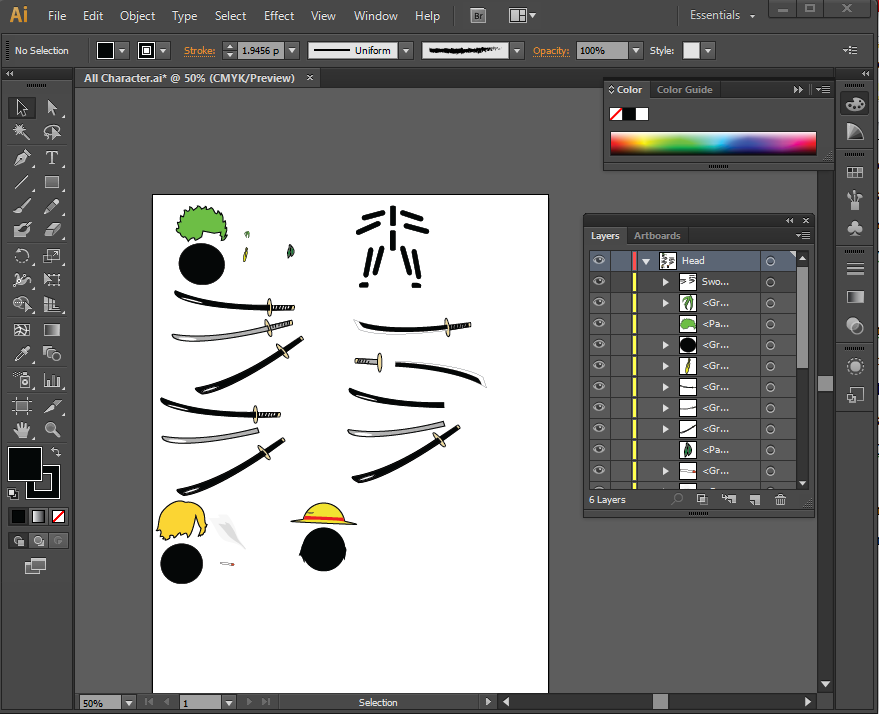 Ai File Edit Object Type Select Effect View Window Help Br Essentials
No Selection Stroke: 1.9456 p Uniform Opacity: 100% Style:
All Character.ai* @ 50% (CMYK/Preview)
Color Color Guide
Layers Artboards
Head
Swo...
<Gr...
<Pa...
<Gr...
<Gr...
<Gr...
<Gr...
<Gr...
<Pa...
<Gr...
6 Layers
T
50% 1 Selection